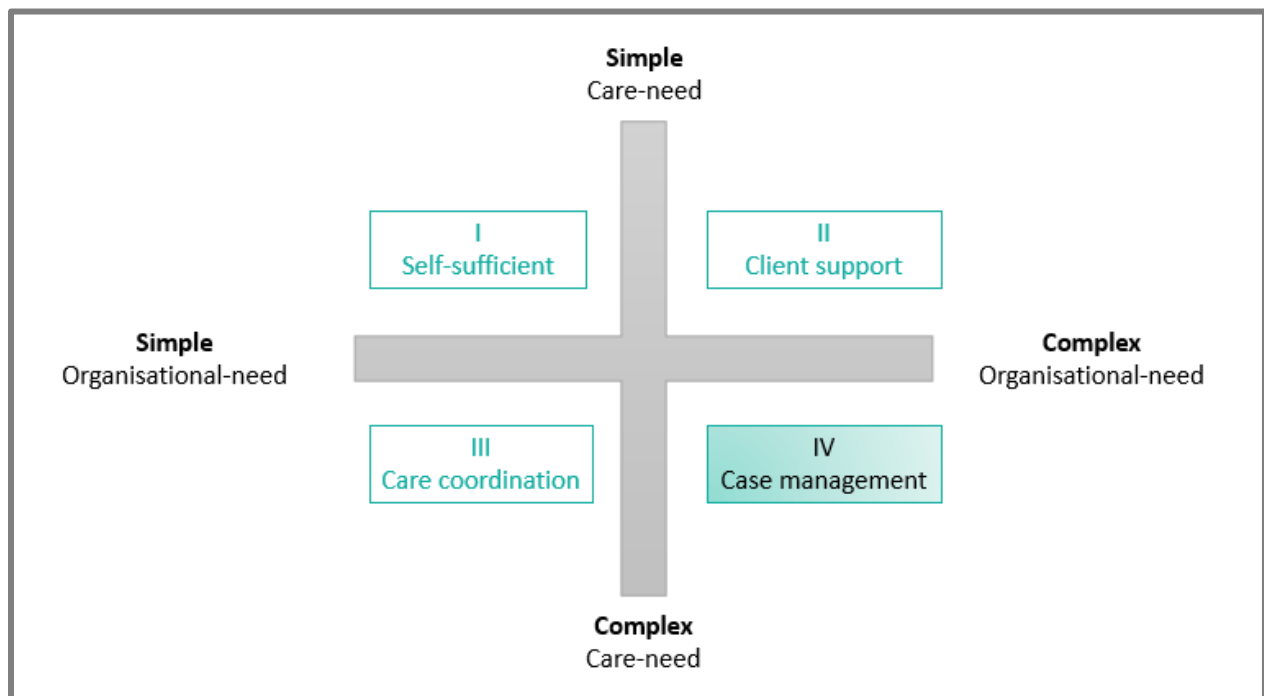 Simple
Care-need
I
Self-sufficient
II
Client support
Simple
Organisational-need
Complex
Organisational-need
III
Care coordination
IV
Case management
Complex
Care-need